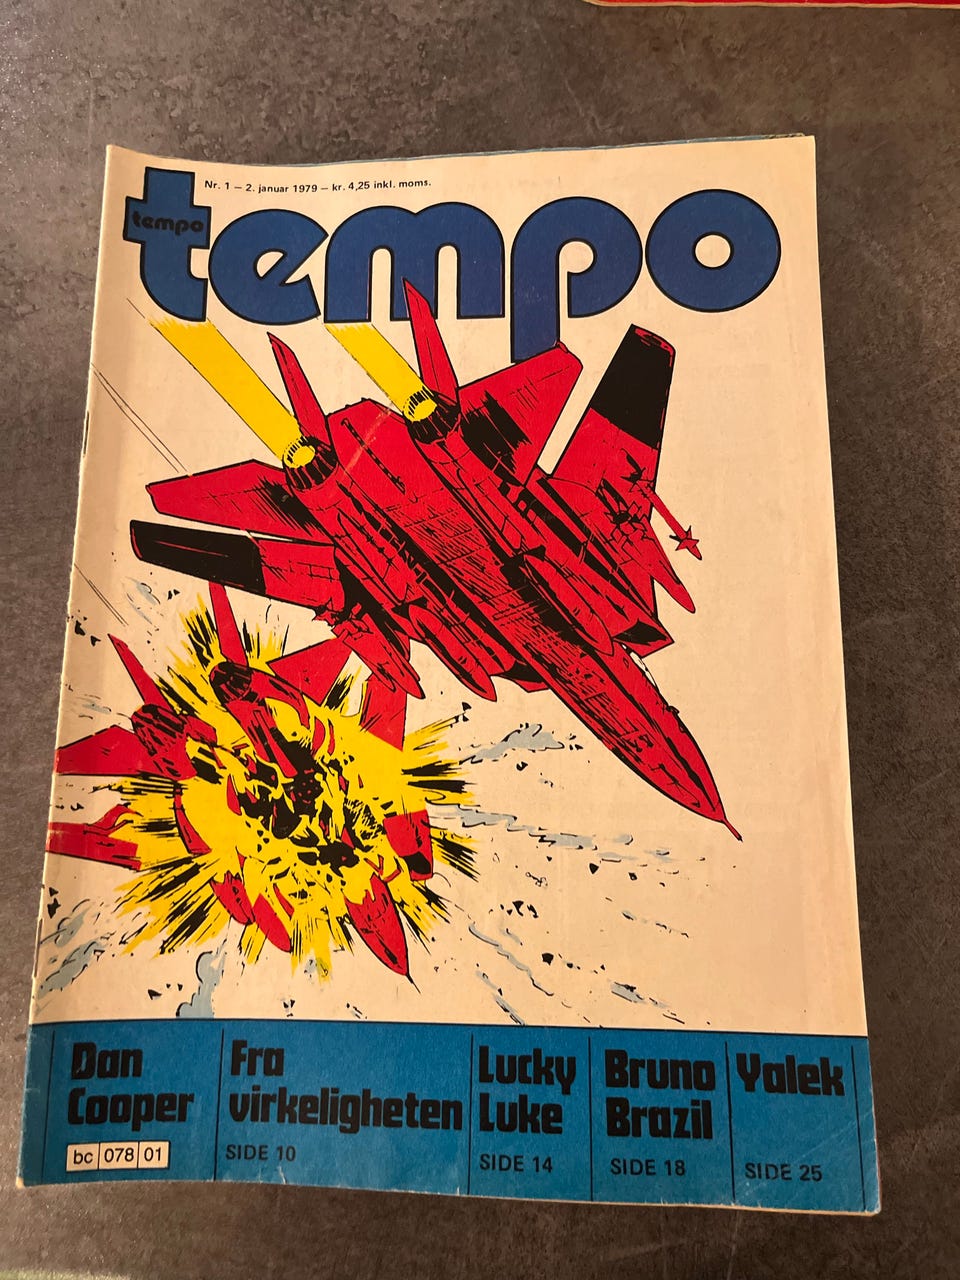 Nr. 1 – 2. januar 1979 – kr. 4,25 inkl. moms.
tempo
tempo
Dan
Cooper
bc 078 01
Fra
virkeligheten
SIDE 10
Lucky
Luke
SIDE 14
Bruno
Brazil
SIDE 18
Yalek
SIDE 25